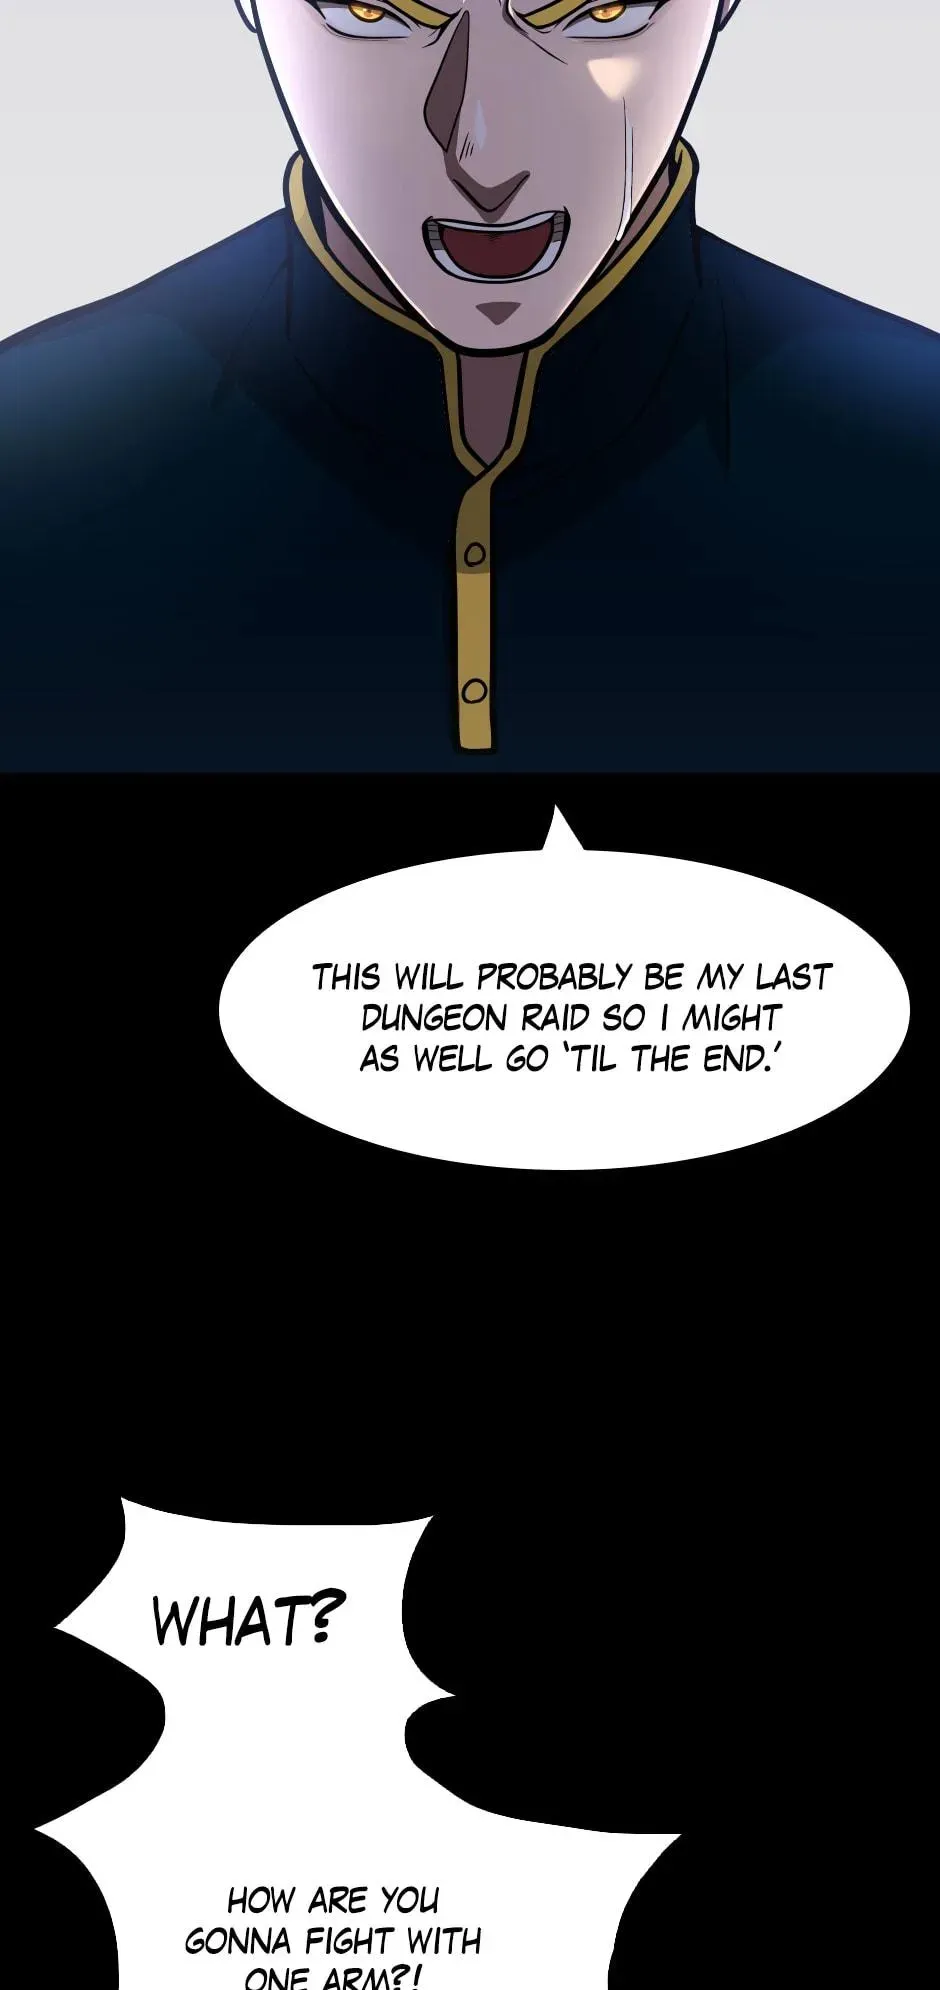 THIS WILL PROBABLY BE MY LAST
DUNGEON RAID SO I MIGHT
AS WELL GO ‘TIL THE END.’
WHAT?
HOW ARE YOU
GONNA FIGHT WITH
ONE ARM?!